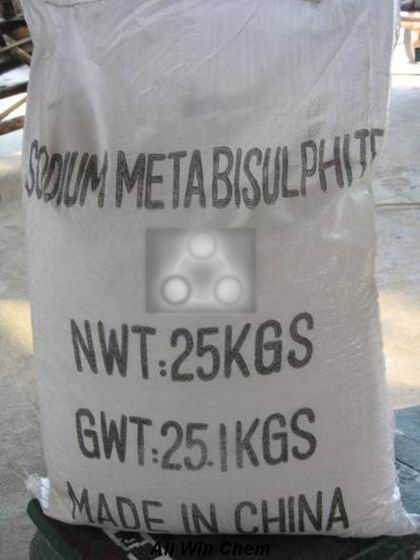 SODIUM METABISULPHITE
NWT:25KGS
GWT:25.1KGS
MADE IN CHINA
All Win Chem